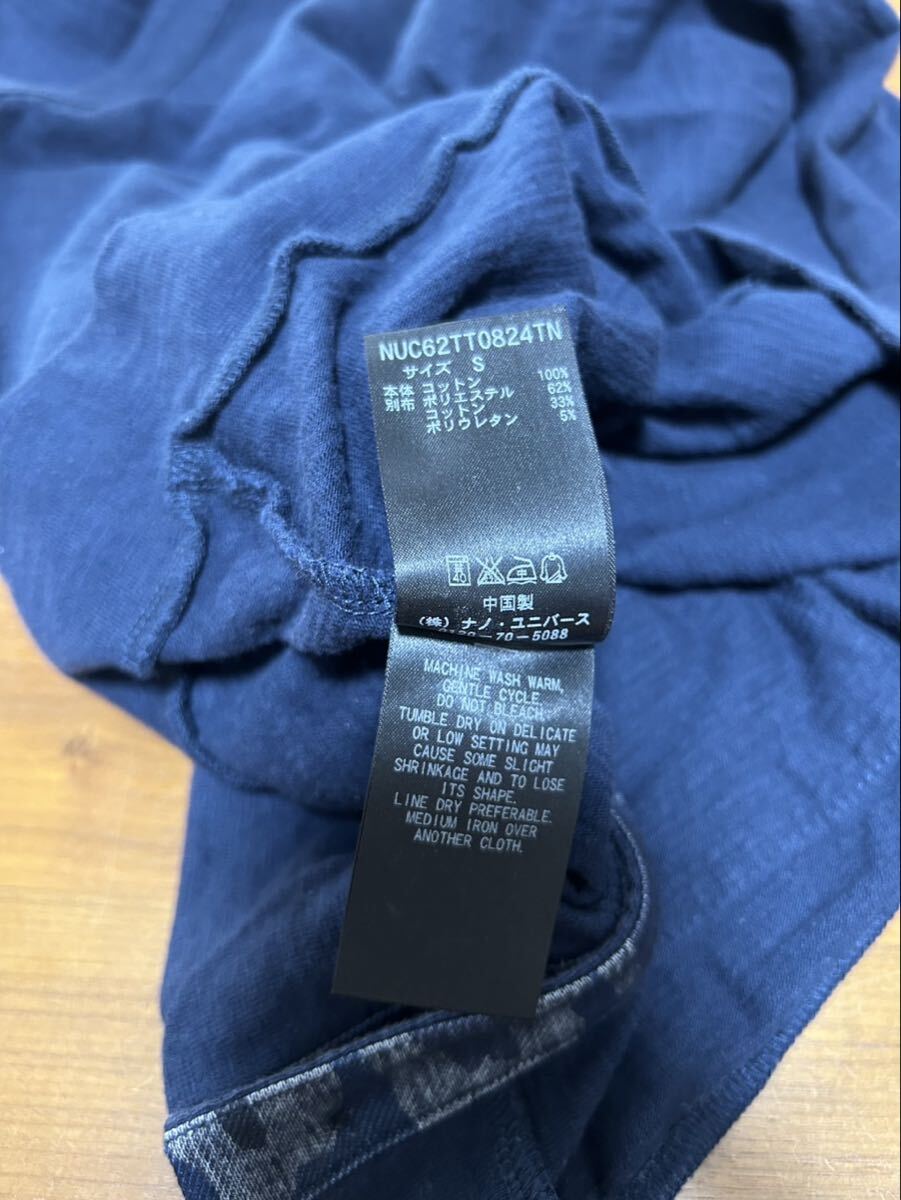 NUC62TT0824TN
サイズ S
本体 コットン 100%
別布 ポリエステル 62%
コットン 33%
ポリウレタン 5%
40 中
中国製
(株) ナノ・ユニバース
70-5088
MACHINE WASH WARM,
GENTLE CYCLE
DO NOT BLEACH
TUMBLE DRY ON DELICATE
OR LOW SETTING MAY
CAUSE SOME SLIGHT
SHRINKAGE AND TO LOSE
ITS SHAPE.
LINE DRY PREFERABLE.
MEDIUM IRON OVER
ANOTHER CLOTH.